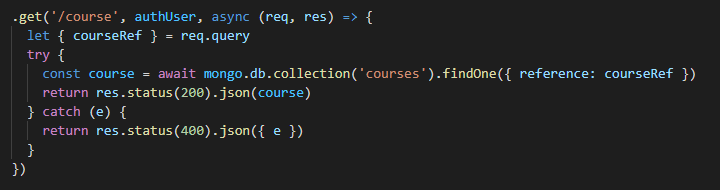 .get('/course', authUser, async (req, res) => {
  let { courseRef } = req.query
  try {
    const course = await mongo.db.collection('courses').findOne({ reference: courseRef })
    return res.status(200).json(course)
  } catch (e) {
    return res.status(400).json({ e })
  }
})